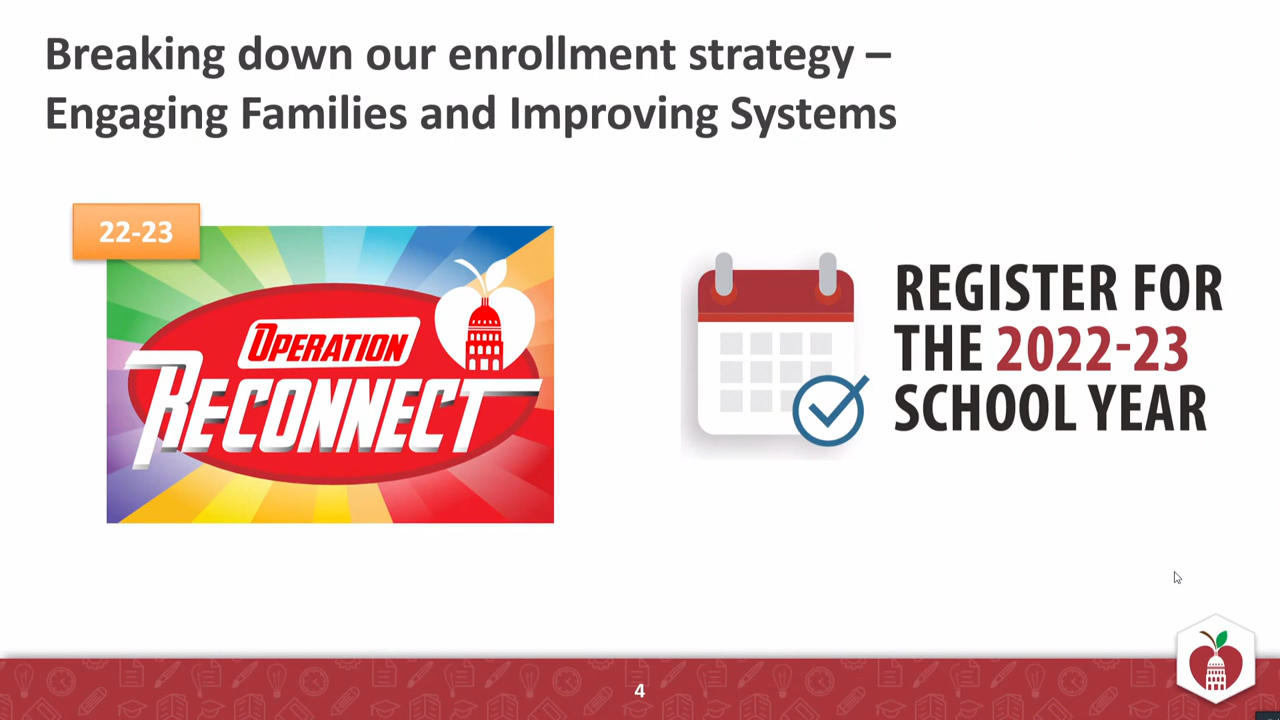 Breaking down our enrollment strategy –
Engaging Families and Improving Systems
22-23
OPERATION
RECONNECT
REGISTER FOR
THE 2022-23
SCHOOL YEAR
4